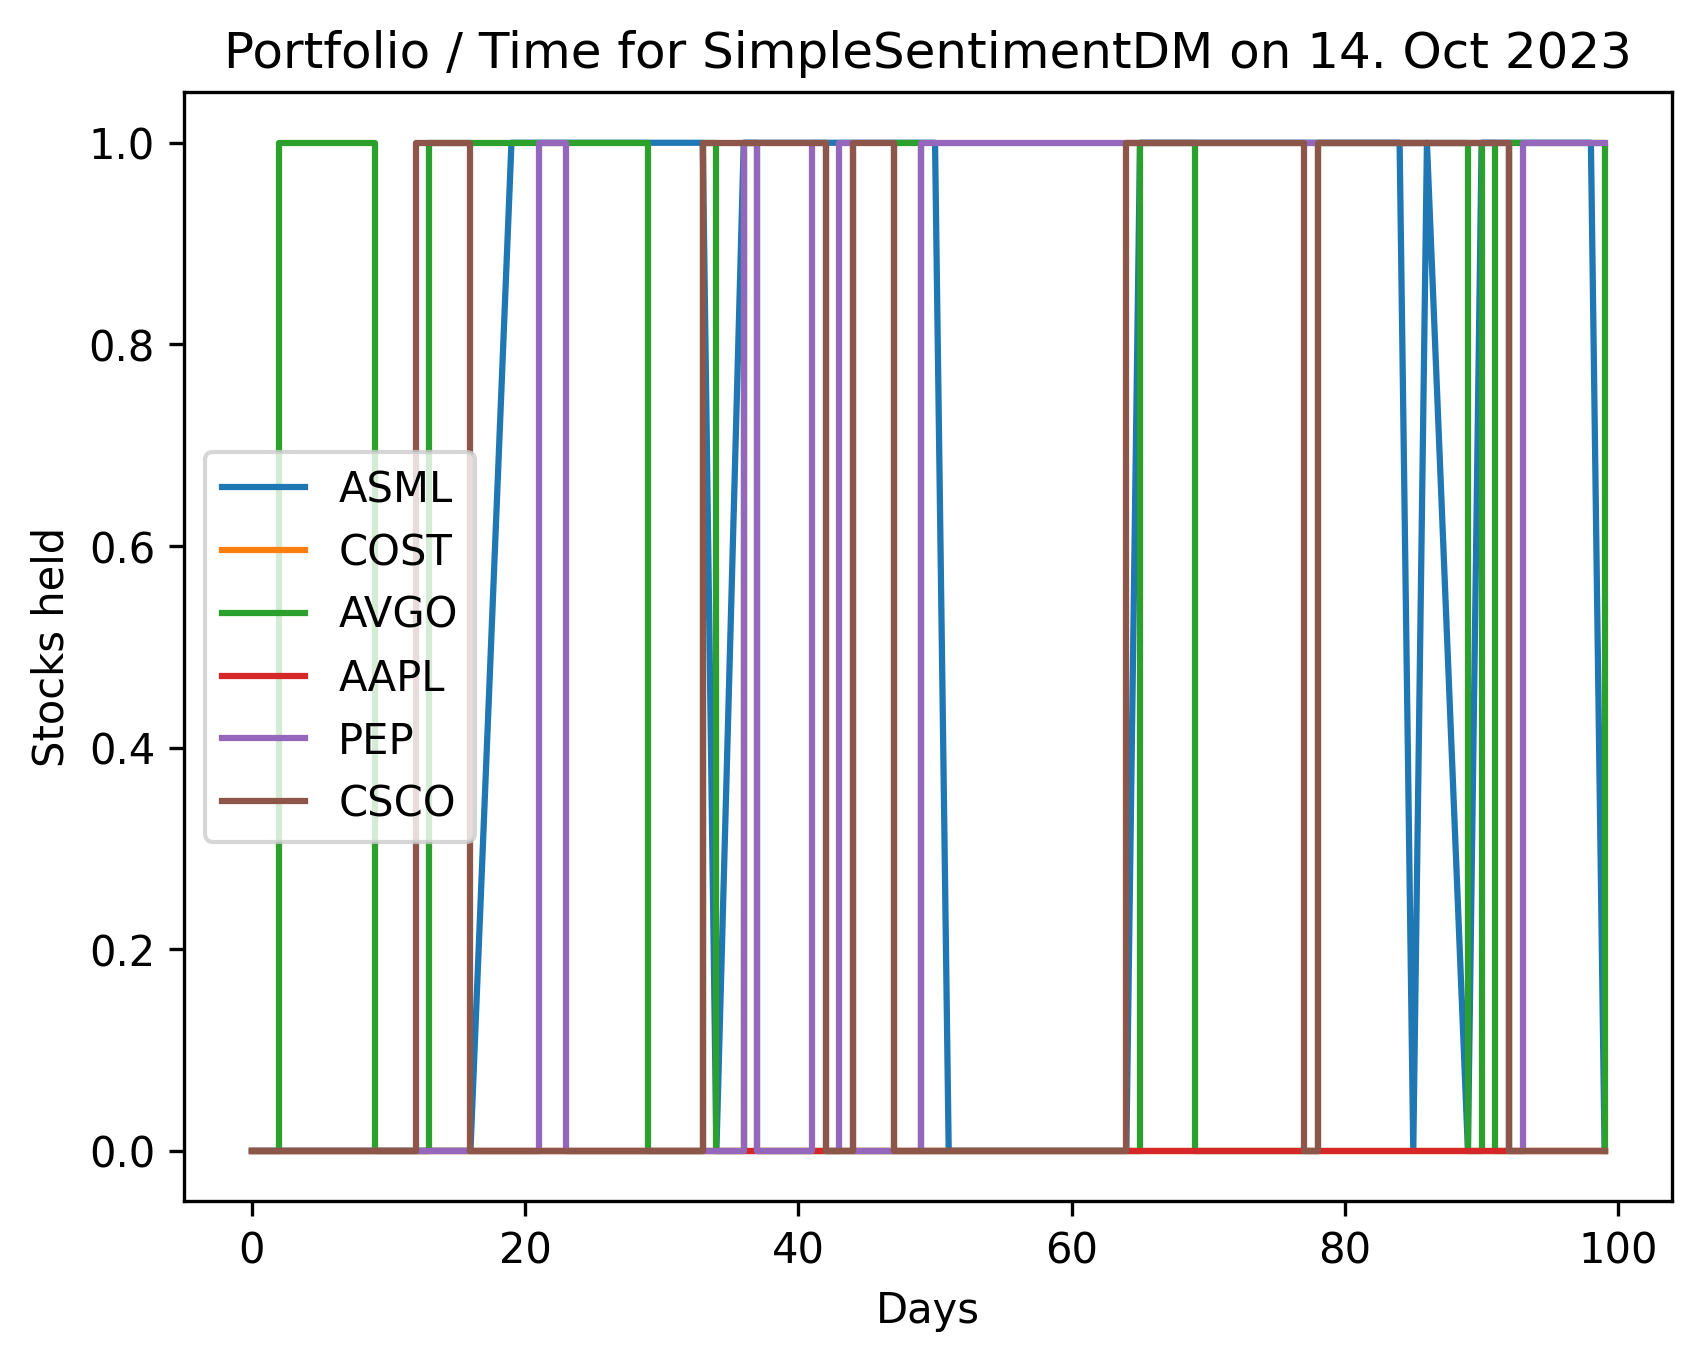 Portfolio / Time for SimpleSentimentDM on 14. Oct 2023
1.0
0.8
0.6
0.4
0.2
0.0
Stocks held
ASML
COST
AVGO
AAPL
PEP
CSCO
0 20 40 60 80 100
Days